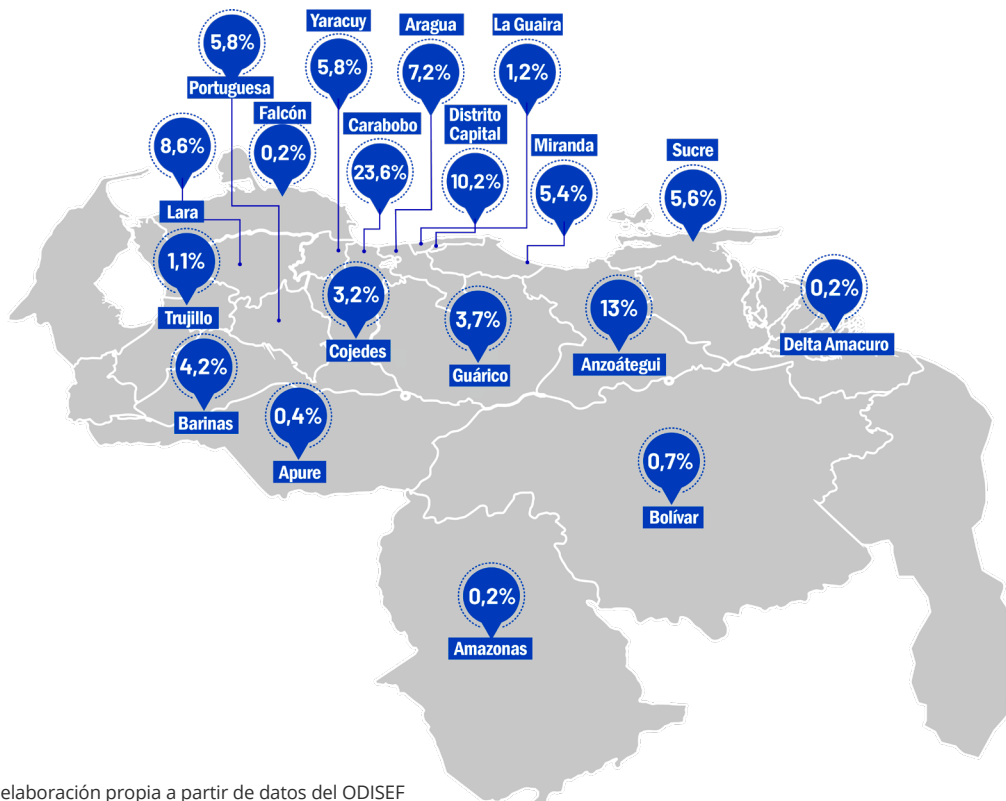 Yaracuy
5,8%
Aragua
7,2%
La Guaira
1,2%
5,8%
Portuguesa
Falcón
0,2%
Carabobo
23,6%
Distrito
Capital
10,2%
Miranda
5,4%
Sucre
5,6%
8,6%
Lara
1,1%
Trujillo
3,2%
Cojedes
3,7%
Guárico
13%
Anzoátegui
0,2%
Delta Amacuro
4,2%
Barinas
0,4%
Apure
0,7%
Bolívar
0,2%
Amazonas
elaboración propia a partir de datos del ODISEF